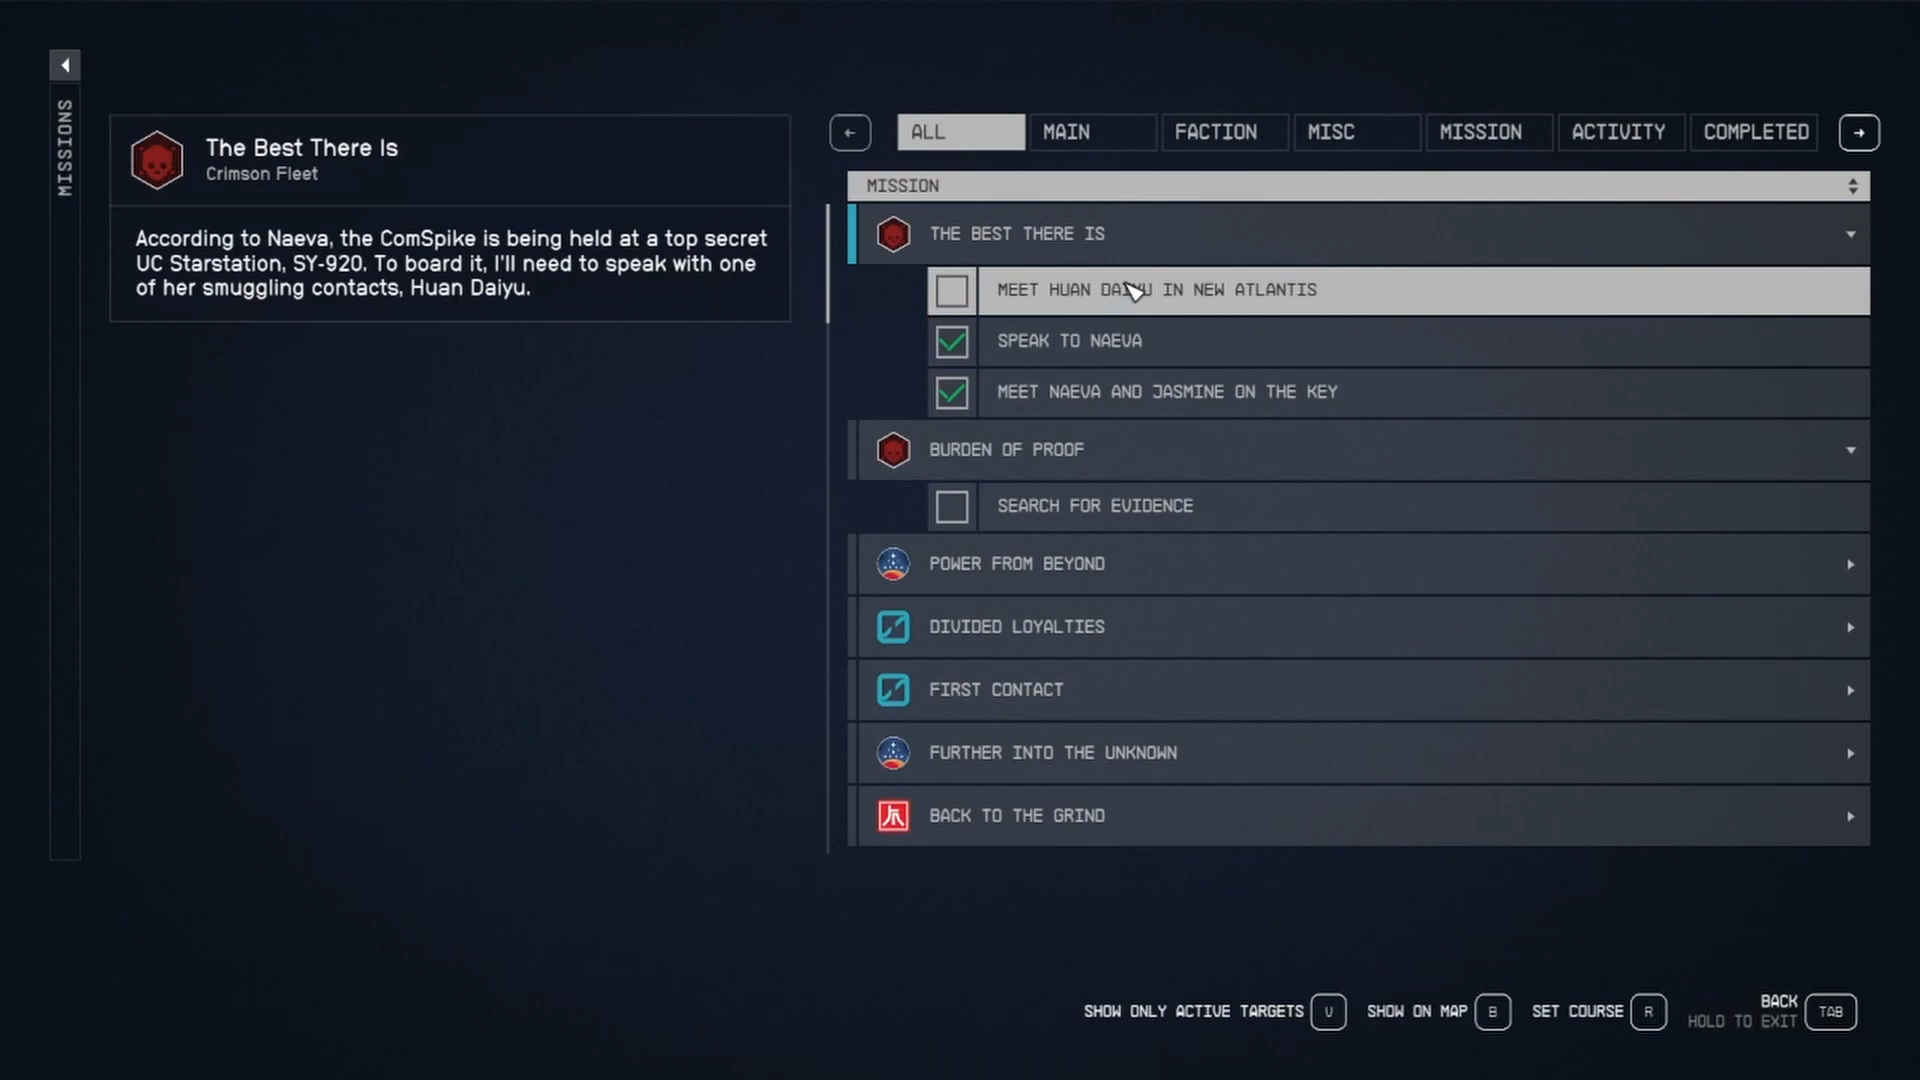 MISSIONS
The Best There Is
Crimson Fleet
According to Naeva, the ComSpike is being held at a top secret
UC Starstation, SY-920. To board it, I'll need to speak with one
of her smuggling contacts, Huan Daiyu.
ALL MAIN FACTION MISC MISSION ACTIVITY COMPLETED
MISSION
THE BEST THERE IS
MEET HUAN DAIYU IN NEW ATLANTIS
SPEAK TO NAEVA
MEET NAEVA AND JASMINE ON THE KEY
BURDEN OF PROOF
SEARCH FOR EVIDENCE
POWER FROM BEYOND
DIVIDED LOYALTIES
FIRST CONTACT
FURTHER INTO THE UNKNOWN
BACK TO THE GRIND
SHOW ONLY ACTIVE TARGETS V SHOW ON MAP B SET COURSE R BACK TAB
HOLD TO EXIT